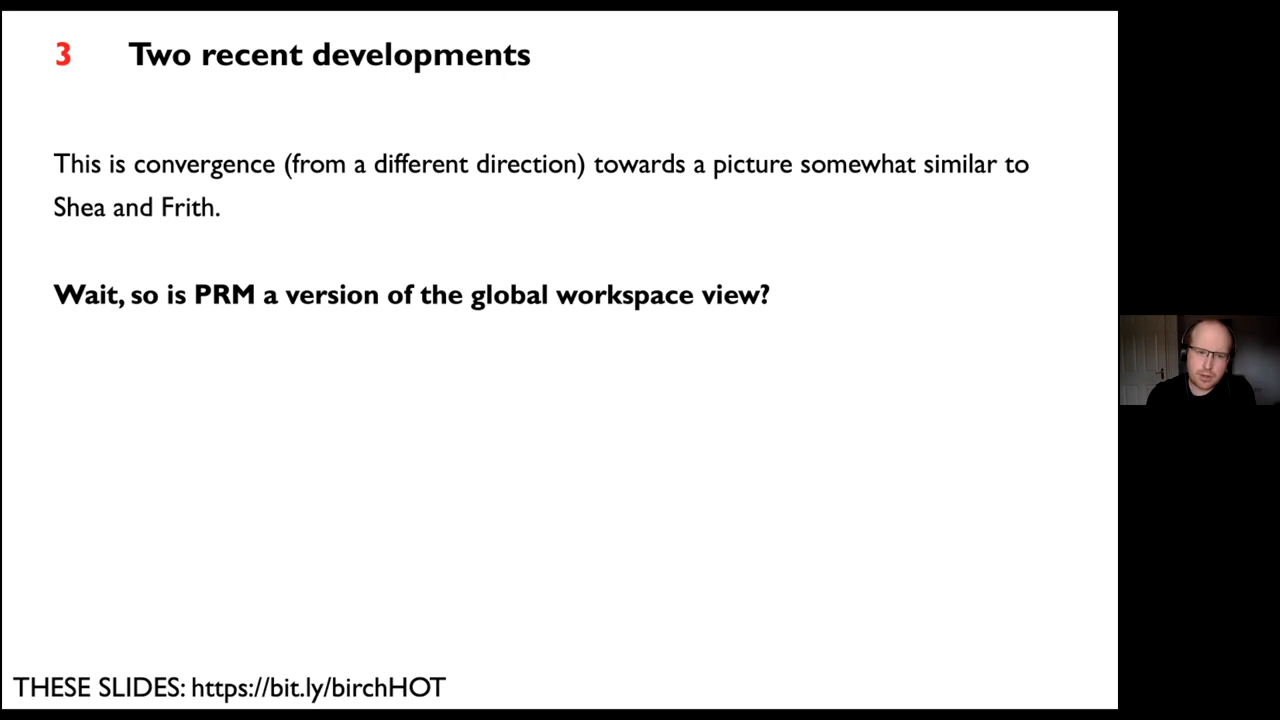 3 Two recent developments
This is convergence (from a different direction) towards a picture somewhat similar to
Shea and Frith.
Wait, so is PRM a version of the global workspace view?
THESE SLIDES: https://bit.ly/birchHOT